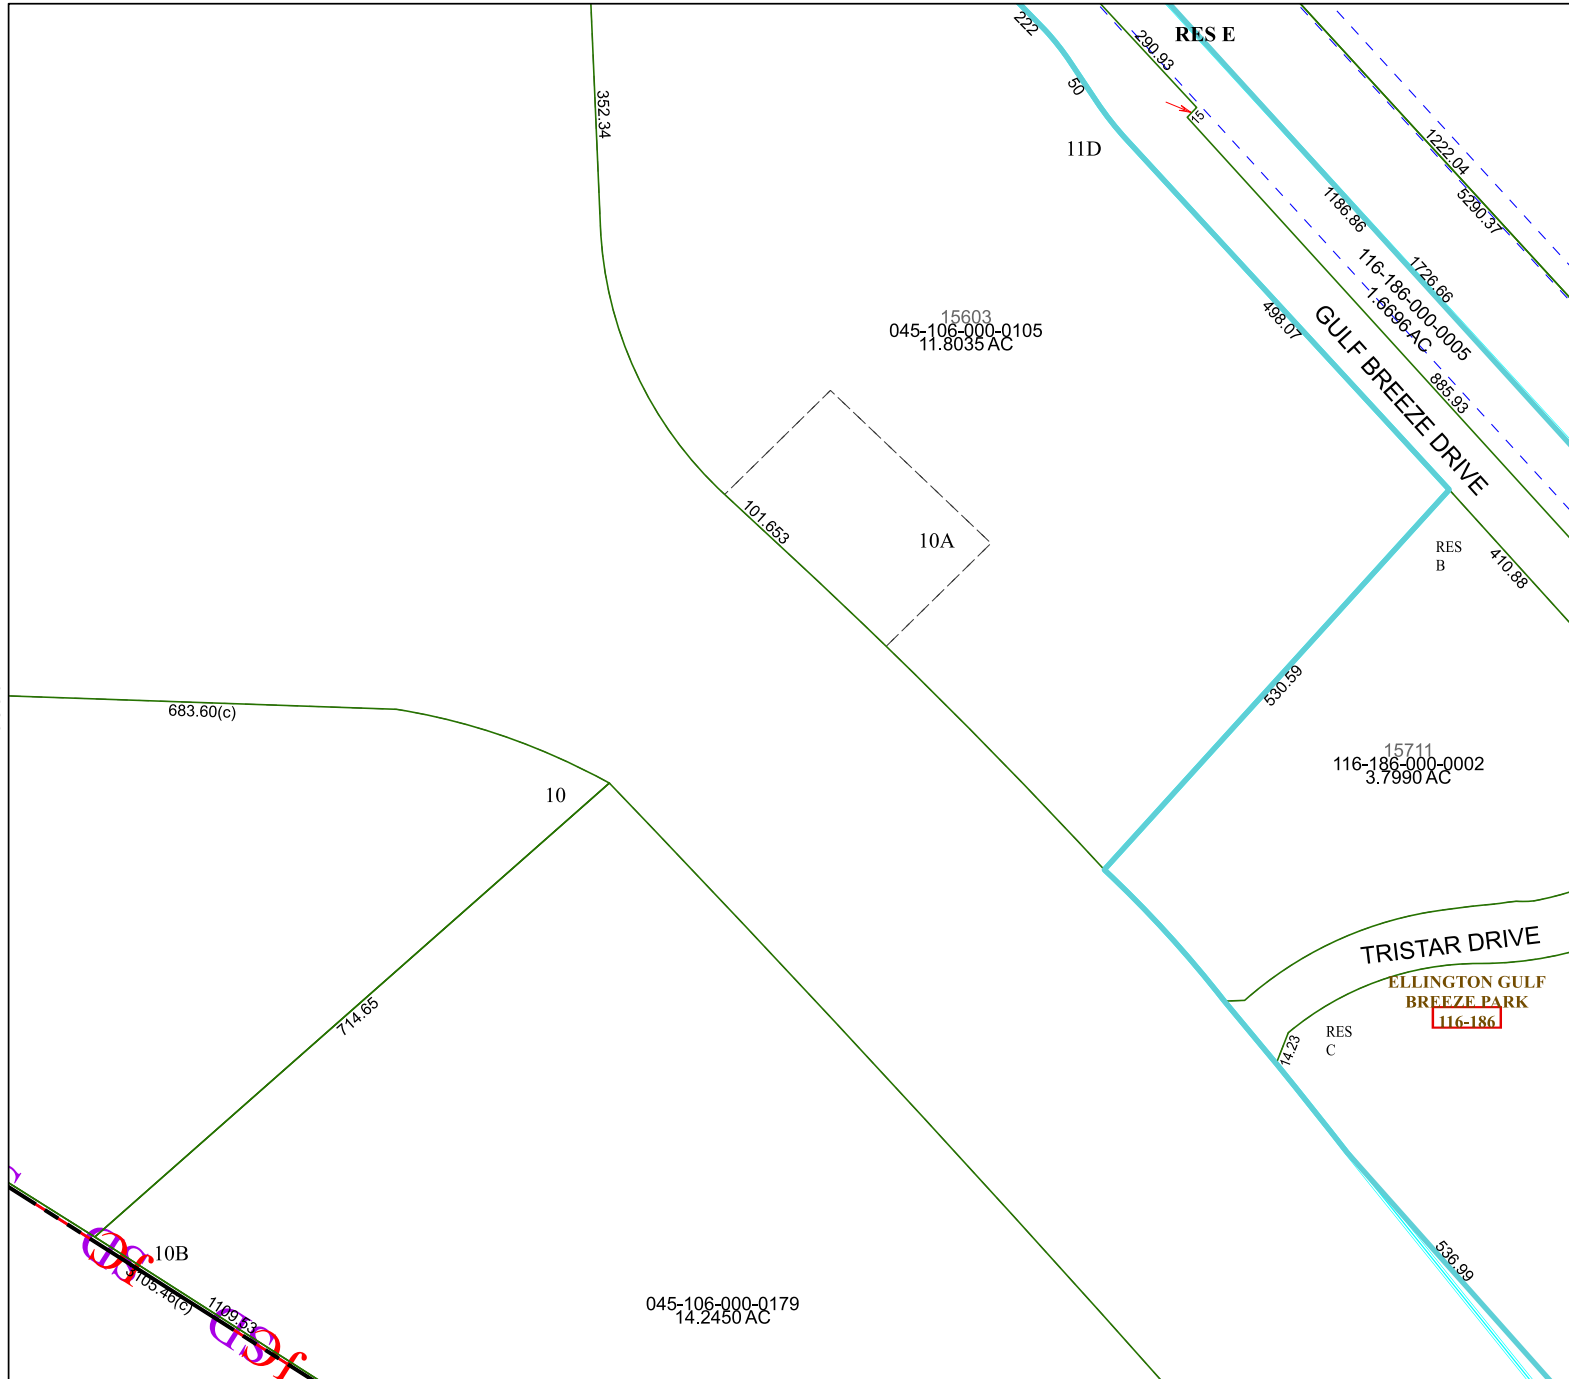 222
290.93
RES E
50
15
352.34
11D
1222.04
5290.37
1186.86
1726.66
116-186-000-0005
1.6696 AC
498.07
GULF BREEZE DRIVE
885.93
15603
045-106-000-0105
11.8035 AC
101.653
10A
RES
B
410.88
530.59
683.60(c)
10
15711
116-186-000-0002
3.7990 AC
TRISTAR DRIVE
ELLINGTON GULF
BREEZE PARK
116-186
RES
C
14.23
714.65
10B
1109.53
536.99
045-106-000-0179
14.2450 AC